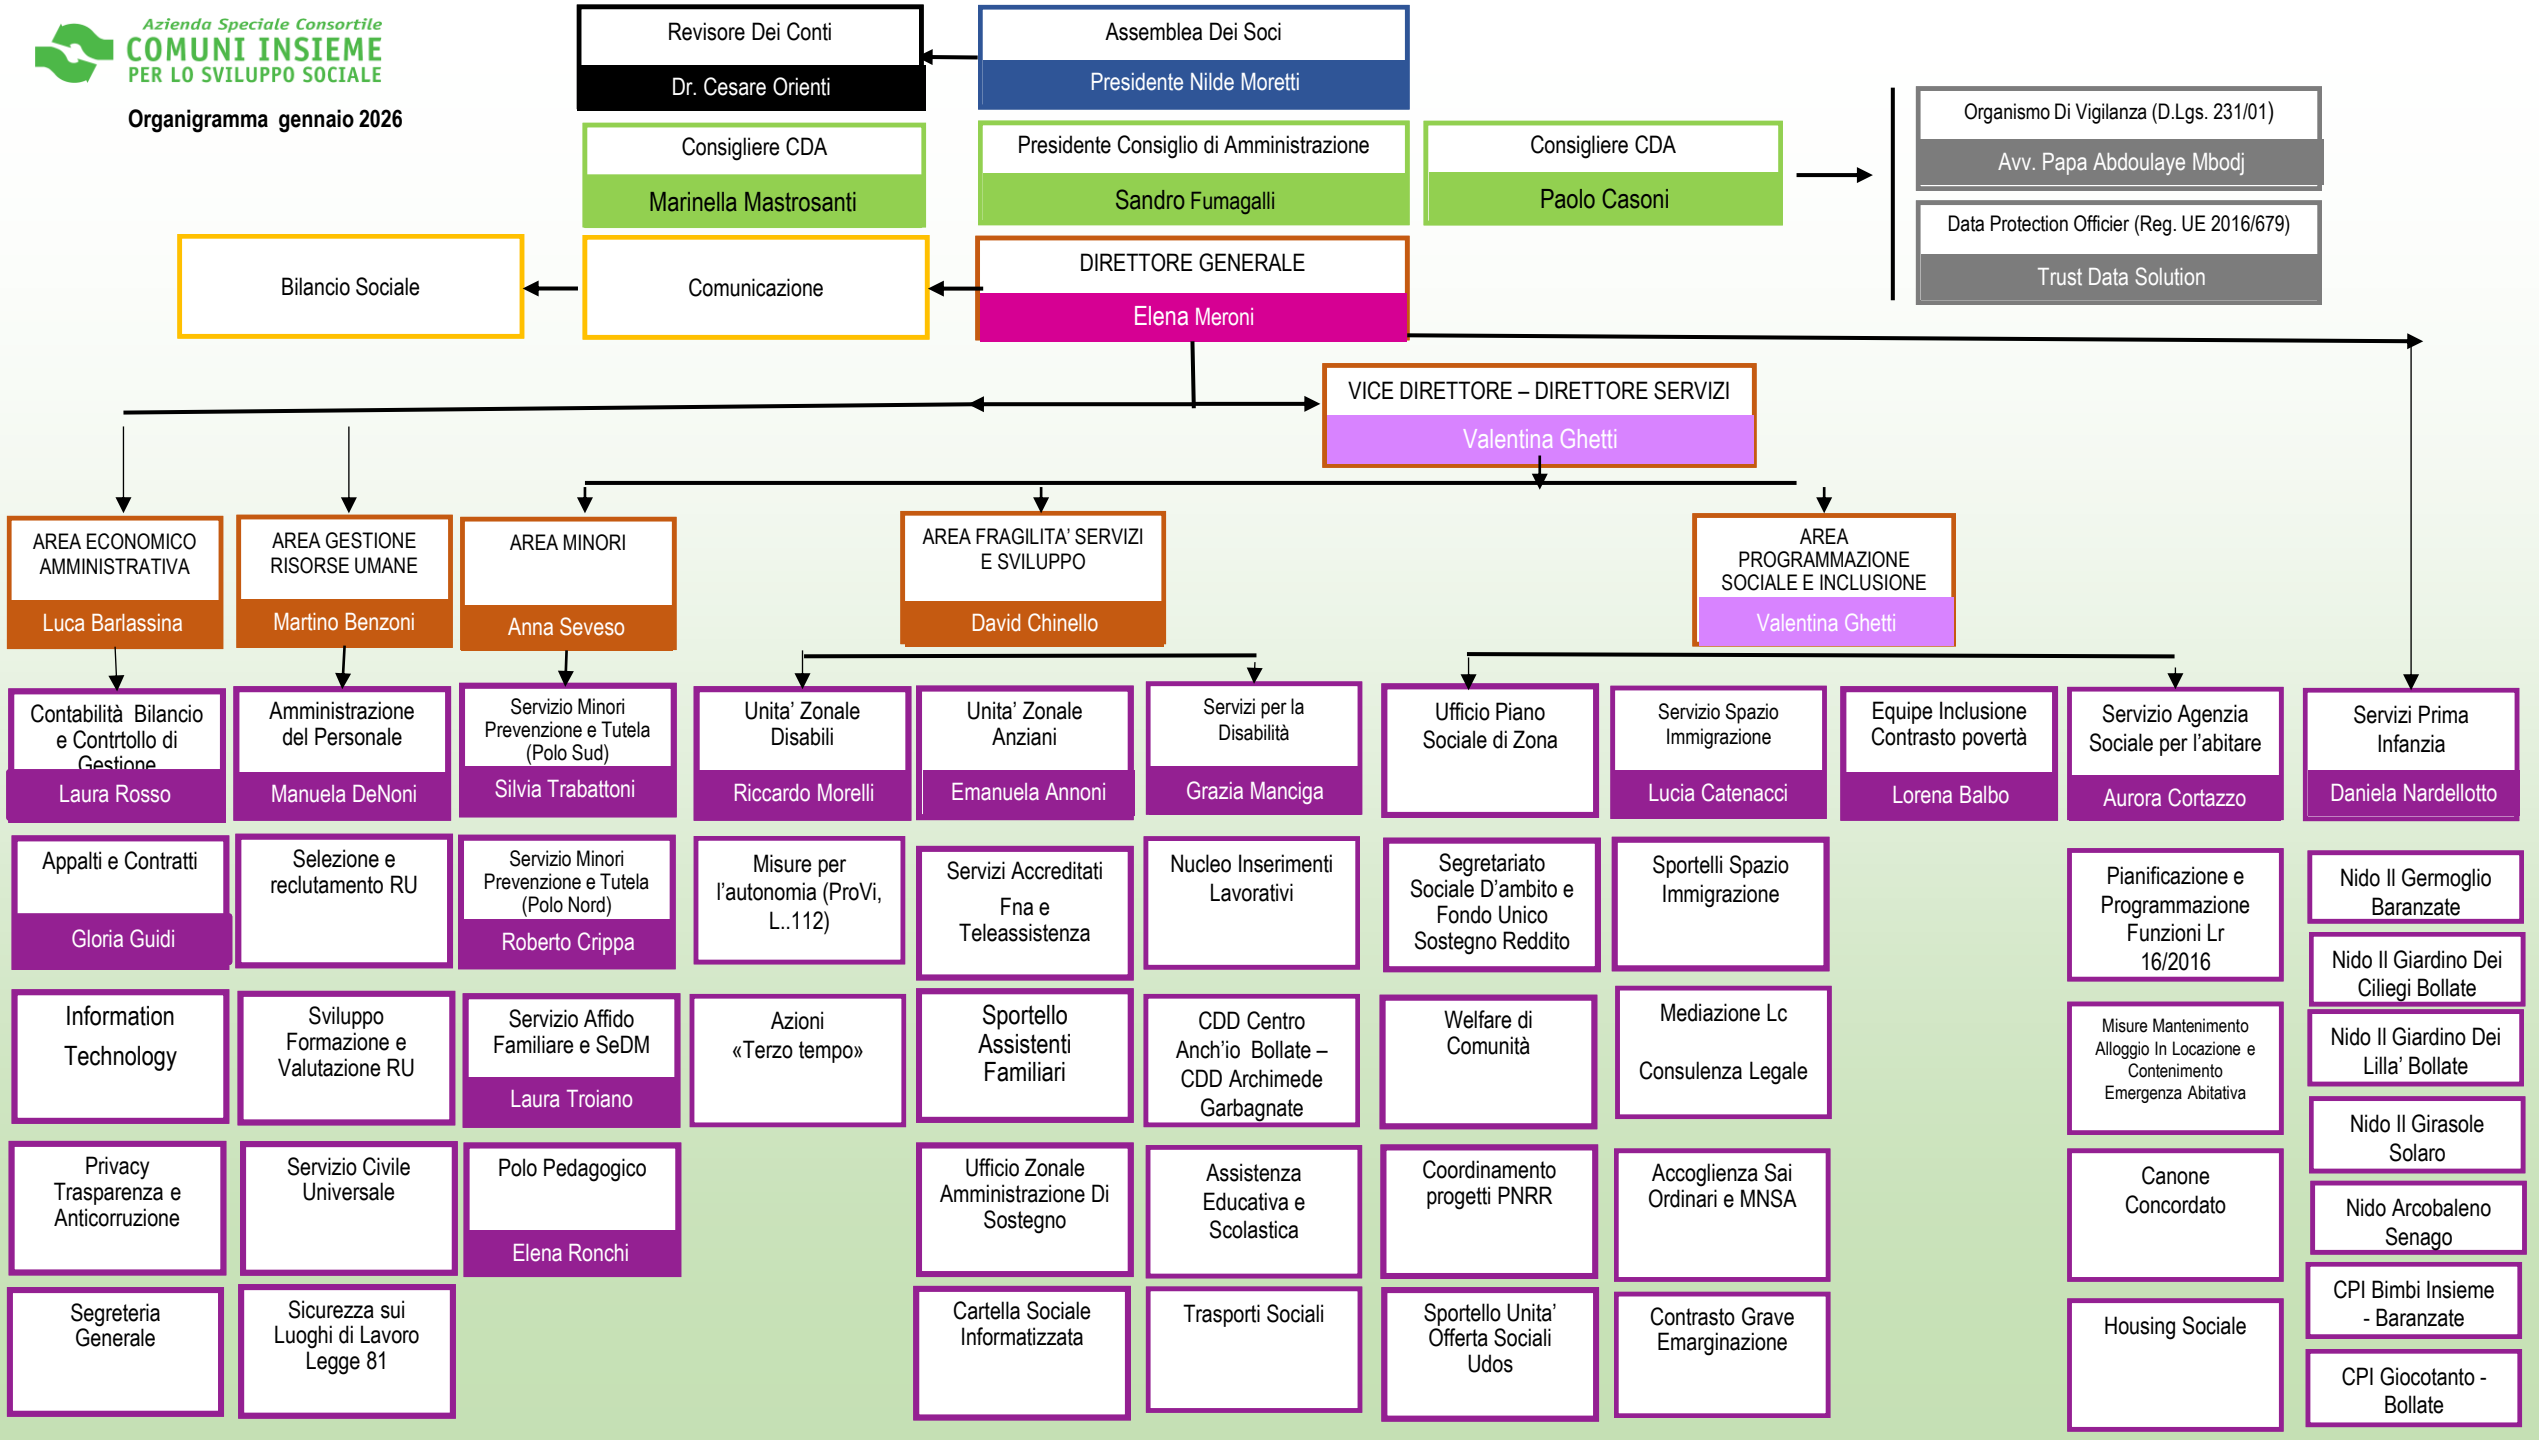 Azienda Speciale Consortile
COMUNI INSIEME
PER LO SVILUPPO SOCIALE
Organigramma gennaio 2026
Revisore Dei Conti
Dr. Cesare Orienti
Assemblea Dei Soci
Presidente Nilde Moretti
Consigliere CDA
Marinella Mastrosanti
Presidente Consiglio di Amministrazione
Sandro Fumagalli
Consigliere CDA
Paolo Casoni
Organismo Di Vigilanza (D.Lgs. 231/01)
Avv. Papa Abdoulaye Mbodj
Data Protection Officier (Reg. UE 2016/679)
Trust Data Solution
Bilancio Sociale
Comunicazione
DIRETTORE GENERALE
Elena Meroni
VICE DIRETTORE – DIRETTORE SERVIZI
Valentina Ghetti
AREA ECONOMICO
AMMINISTRATIVA
Luca Barlassina
AREA GESTIONE
RISORSE UMANE
Martino Benzoni
AREA MINORI
Anna Seveso
AREA FRAGILITA' SERVIZI
E SVILUPPO
David Chinello
AREA
PROGRAMMAZIONE
SOCIALE E INCLUSIONE
Valentina Ghetti
Contabilità Bilancio
e Contrtollo di
Gestione
Laura Rosso
Amministrazione
del Personale
Manuela DeNoni
Servizio Minori
Prevenzione e Tutela
(Polo Sud)
Silvia Trabattoni
Unita' Zonale
Disabili
Riccardo Morelli
Unita' Zonale
Anziani
Emanuela Annoni
Servizi per la
Disabilità
Grazia Manciga
Ufficio Piano
Sociale di Zona
Servizio Spazio
Immigrazione
Lucia Catenacci
Equipe Inclusione
Contrasto povertà
Lorena Balbo
Servizio Agenzia
Sociale per l'abitare
Aurora Cortazzo
Servizi Prima
Infanzia
Daniela Nardellotto
Appalti e Contratti
Gloria Guidi
Selezione e
reclutamento RU
Servizio Minori
Prevenzione e Tutela
(Polo Nord)
Roberto Crippa
Misure per
l'autonomia (ProVi,
L..112)
Servizi Accreditati
Fna e
Teleassistenza
Nucleo Inserimenti
Lavorativi
Segretariato
Sociale D'ambito e
Fondo Unico
Sostegno Reddito
Sportelli Spazio
Immigrazione
Pianificazione e
Programmazione
Funzioni Lr
16/2016
Nido Il Germoglio
Baranzate
Nido Il Giardino Dei
Ciliegi Bollate
Information
Technology
Sviluppo
Formazione e
Valutazione RU
Servizio Affido
Familiare e SeDM
Laura Troiano
Azioni
«Terzo tempo»
Sportello
Assistenti
Familiari
CDD Centro
Anch'io Bollate –
CDD Archimede
Garbagnate
Welfare di
Comunità
Mediazione Lc
Consulenza Legale
Misure Mantenimento
Alloggio In Locazione e
Contenimento
Emergenza Abitativa
Nido Il Giardino Dei
Lilla' Bollate
Nido Il Girasole
Solaro
Privacy
Trasparenza e
Anticorruzione
Servizio Civile
Universale
Polo Pedagogico
Elena Ronchi
Ufficio Zonale
Amministrazione Di
Sostegno
Assistenza
Educativa e
Scolastica
Coordinamento
progetti PNRR
Accoglienza Sai
Ordinari e MNSA
Canone
Concordato
Nido Arcobaleno
Senago
Segreteria
Generale
Sicurezza sui
Luoghi di Lavoro
Legge 81
Cartella Sociale
Informatizzata
Trasporti Sociali
Sportello Unita'
Offerta Sociali
Udos
Contrasto Grave
Emarginazione
Housing Sociale
CPI Bimbi Insieme
- Baranzate
CPI Giocotanto -
Bollate